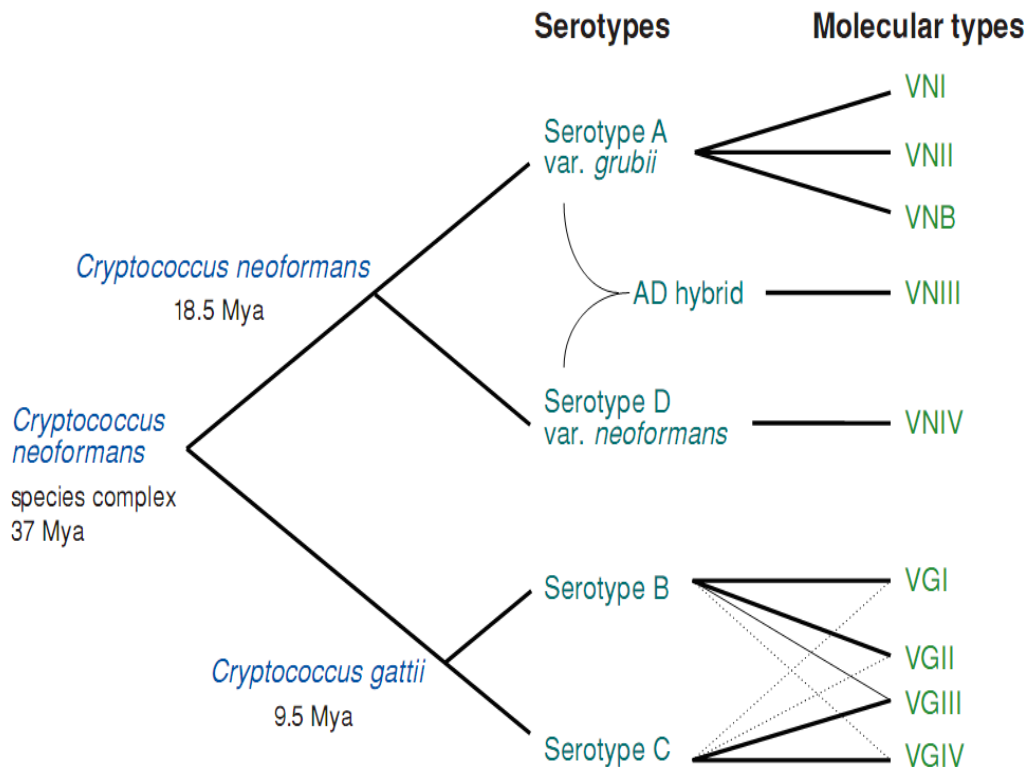 Serotypes
Molecular types
VNI
Serotype A
var. grubii
VNII
VNB
Cryptococcus neoformans
18.5 Mya
AD hybrid
VNIII
Cryptococcus
neoformans
species complex
37 Mya
Serotype D
var. neoformans
VNIV
Serotype B
VGI
Cryptococcus gattii
9.5 Mya
VGII
VGIII
Serotype C
VGIV